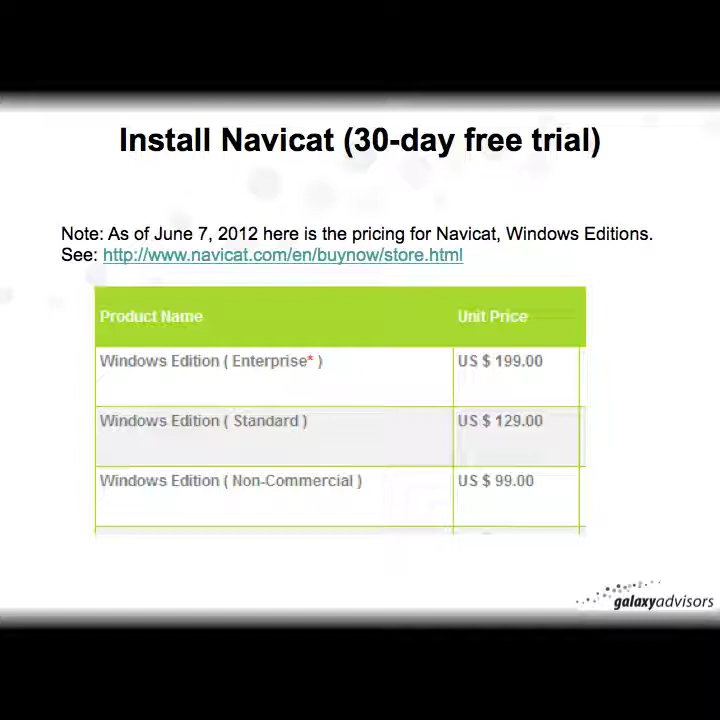 Install Navicat (30-day free trial)
Note: As of June 7, 2012 here is the pricing for Navicat, Windows Editions.
See: http://www.navicat.com/en/buynow/store.html
Product Name Unit Price
Windows Edition ( Enterprise* ) US $ 199.00
Windows Edition ( Standard ) US $ 129.00
Windows Edition ( Non-Commercial ) US $ 99.00
galaxyadvisors